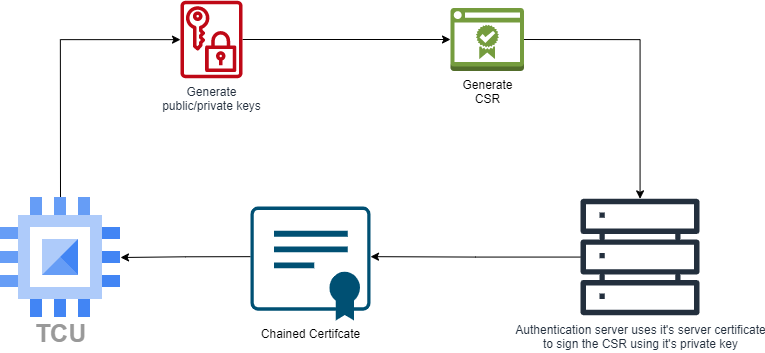 Generate
public/private keys
Generate
CSR
TCU
Chained Certifcate
Authentication server uses it's server certificate
to sign the CSR using it's private key